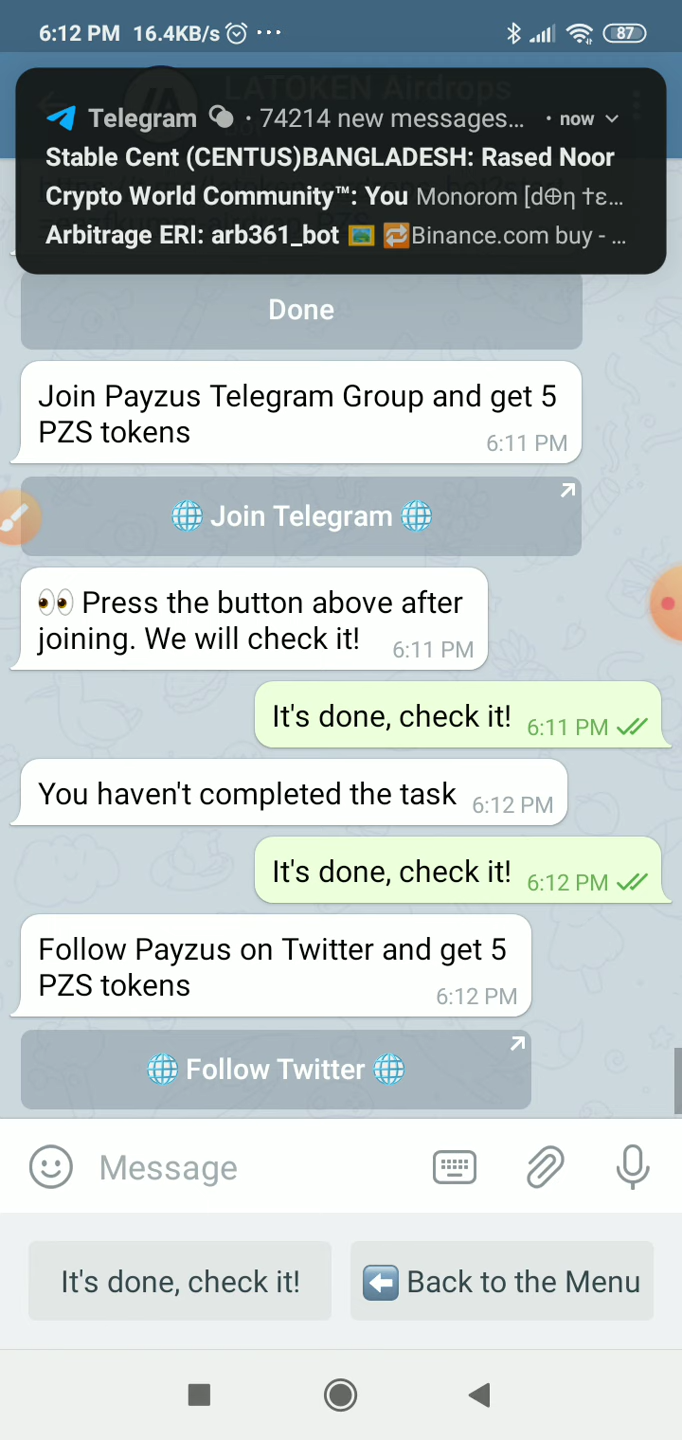 6:12 PM 16.4KB/s ...
87
LATOKEN Airdrops
Telegram · 74214 new messages... · now
Stable Cent (CENTUS)BANGLADESH: Rased Noor
Crypto World Community™: You Monorom [d⊕η †ε...
Arbitrage ERI: arb361_bot 🖼️ 🔁Binance.com buy - ...
Done
Join Payzus Telegram Group and get 5
PZS tokens
6:11 PM
🌐 Join Telegram 🌐
👀 Press the button above after
joining. We will check it!
6:11 PM
It's done, check it!
6:11 PM
You haven't completed the task
6:12 PM
It's done, check it!
6:12 PM
Follow Payzus on Twitter and get 5
PZS tokens
6:12 PM
🌐 Follow Twitter 🌐
Message
It's done, check it!
⬅️ Back to the Menu